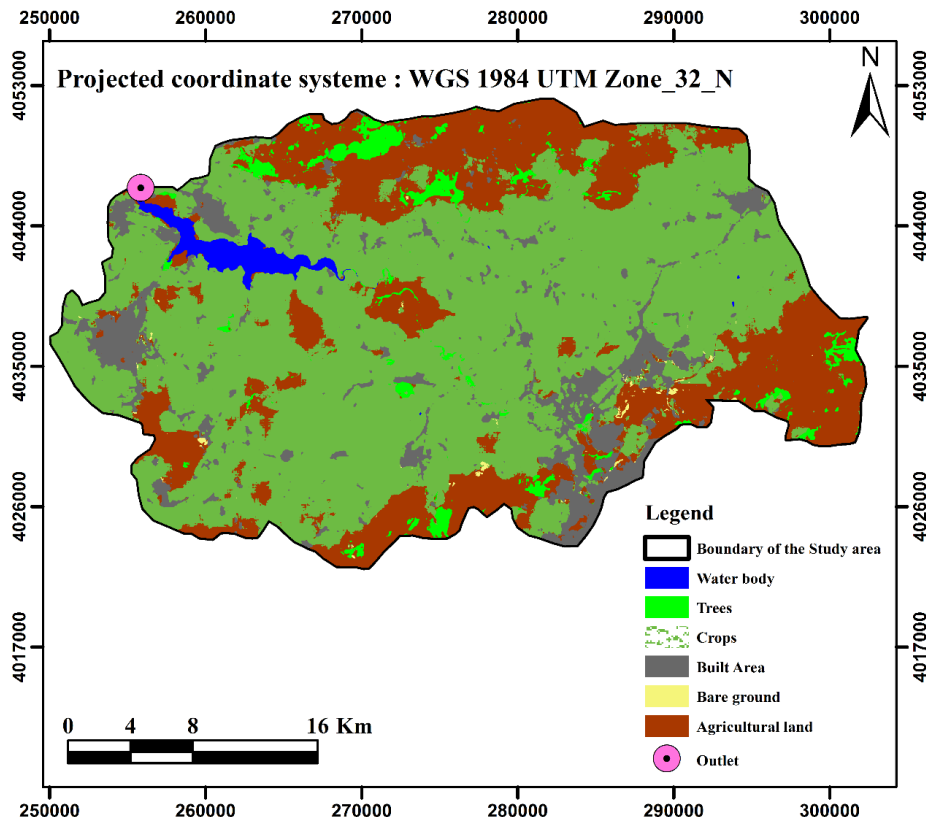 250000 260000 270000 280000 290000 300000
Projected coordinate systeme : WGS 1984 UTM Zone_32_N
N
4053000 4053000
4044000 4044000
4035000 4035000
4026000 4026000
4017000 4017000
Legend
Boundary of the Study area
Water body
Trees
Crops
Built Area
Bare ground
Agricultural land
Outlet
0 4 8 16 Km
250000 260000 270000 280000 290000 300000